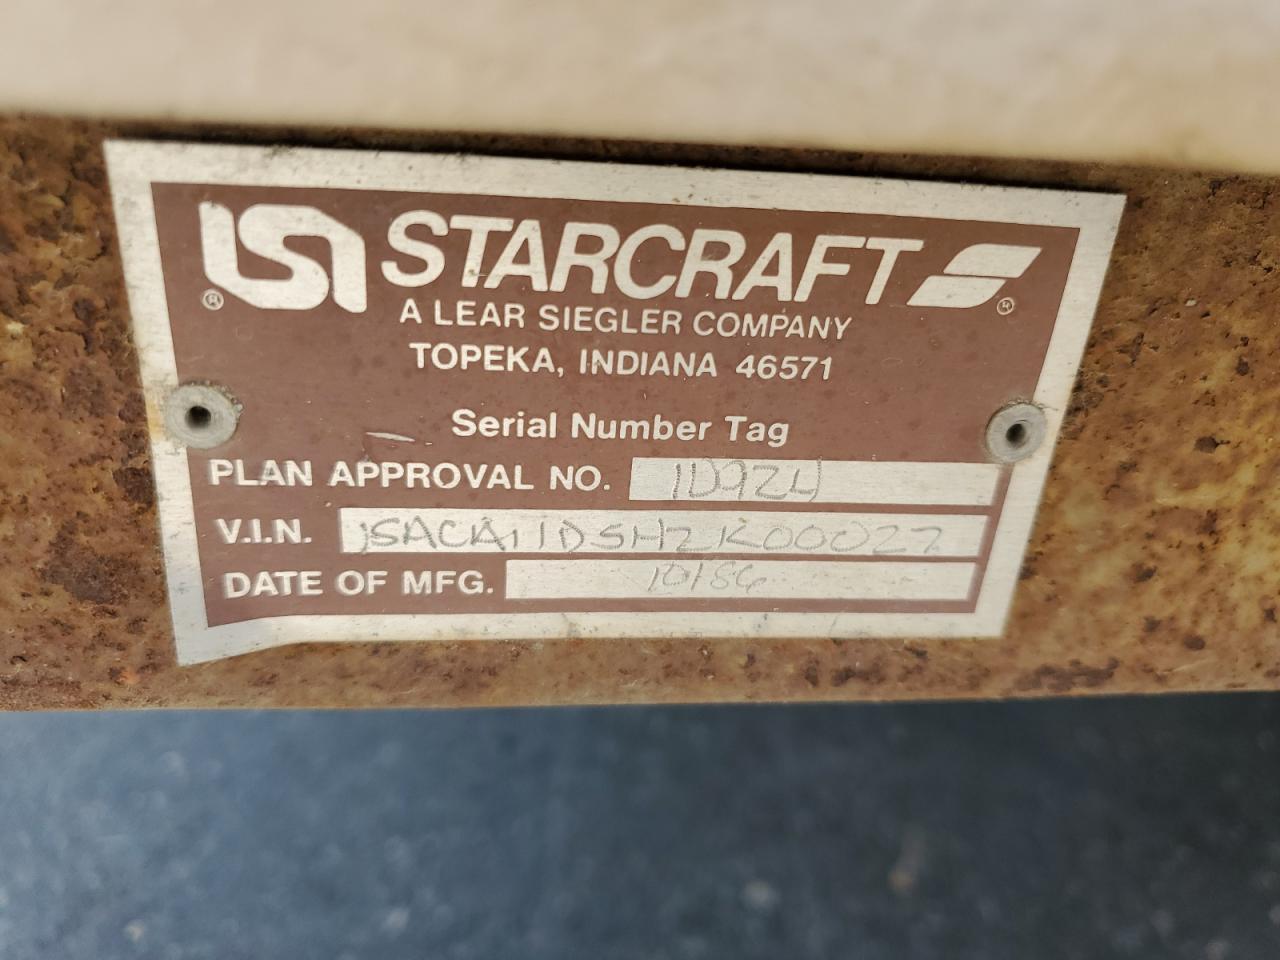 STARCRAFT
®
®
A LEAR SIEGLER COMPANY
TOPEKA, INDIANA 46571
Serial Number Tag
PLAN APPROVAL NO.
V.I.N.
DATE OF MFG. 10/86